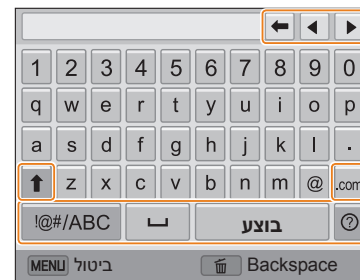 1 2 3 4 5 6 7 8 9 0
q w e r t y u i o p
a s d f g h j k l .
z x c v b n m @ .com
!@#/ABC בוצע ?
MENU ביטול Backspace